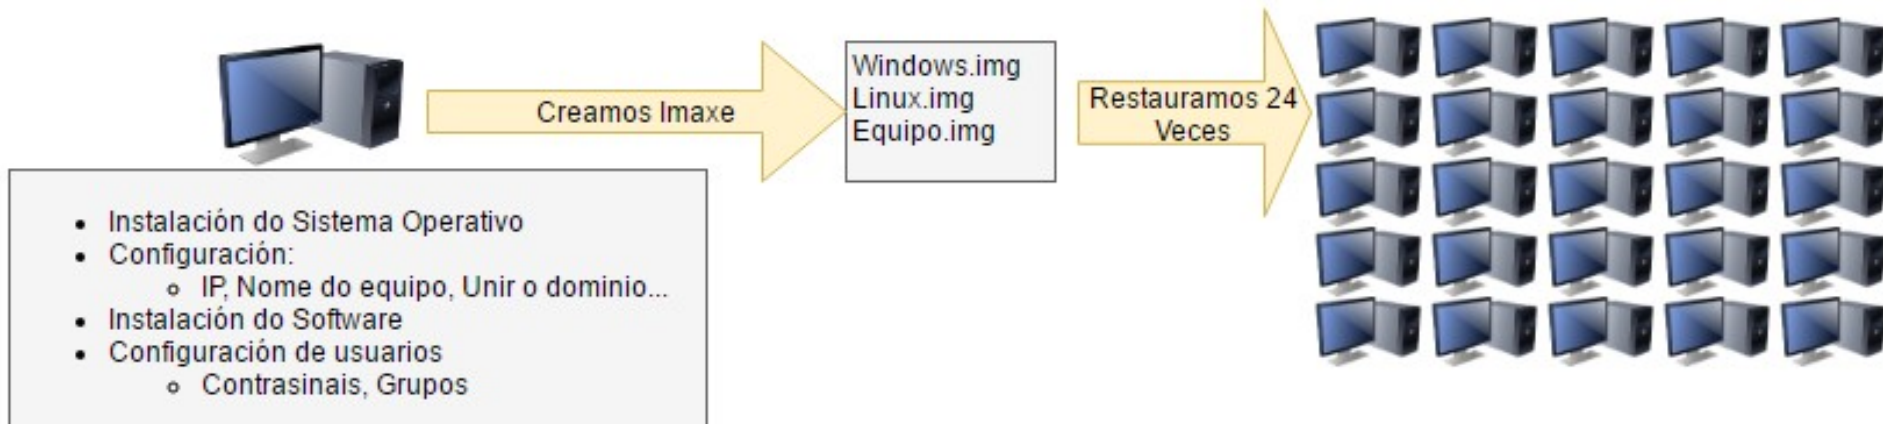 Creamos Imaxe
Windows.img
Linux.img
Equipo.img
Restauramos 24
Veces
Instalación do Sistema Operativo
Configuración:
IP, Nome do equipo, Unir o dominio...
Instalación do Software
Configuración de usuarios
Contrasinais, Grupos